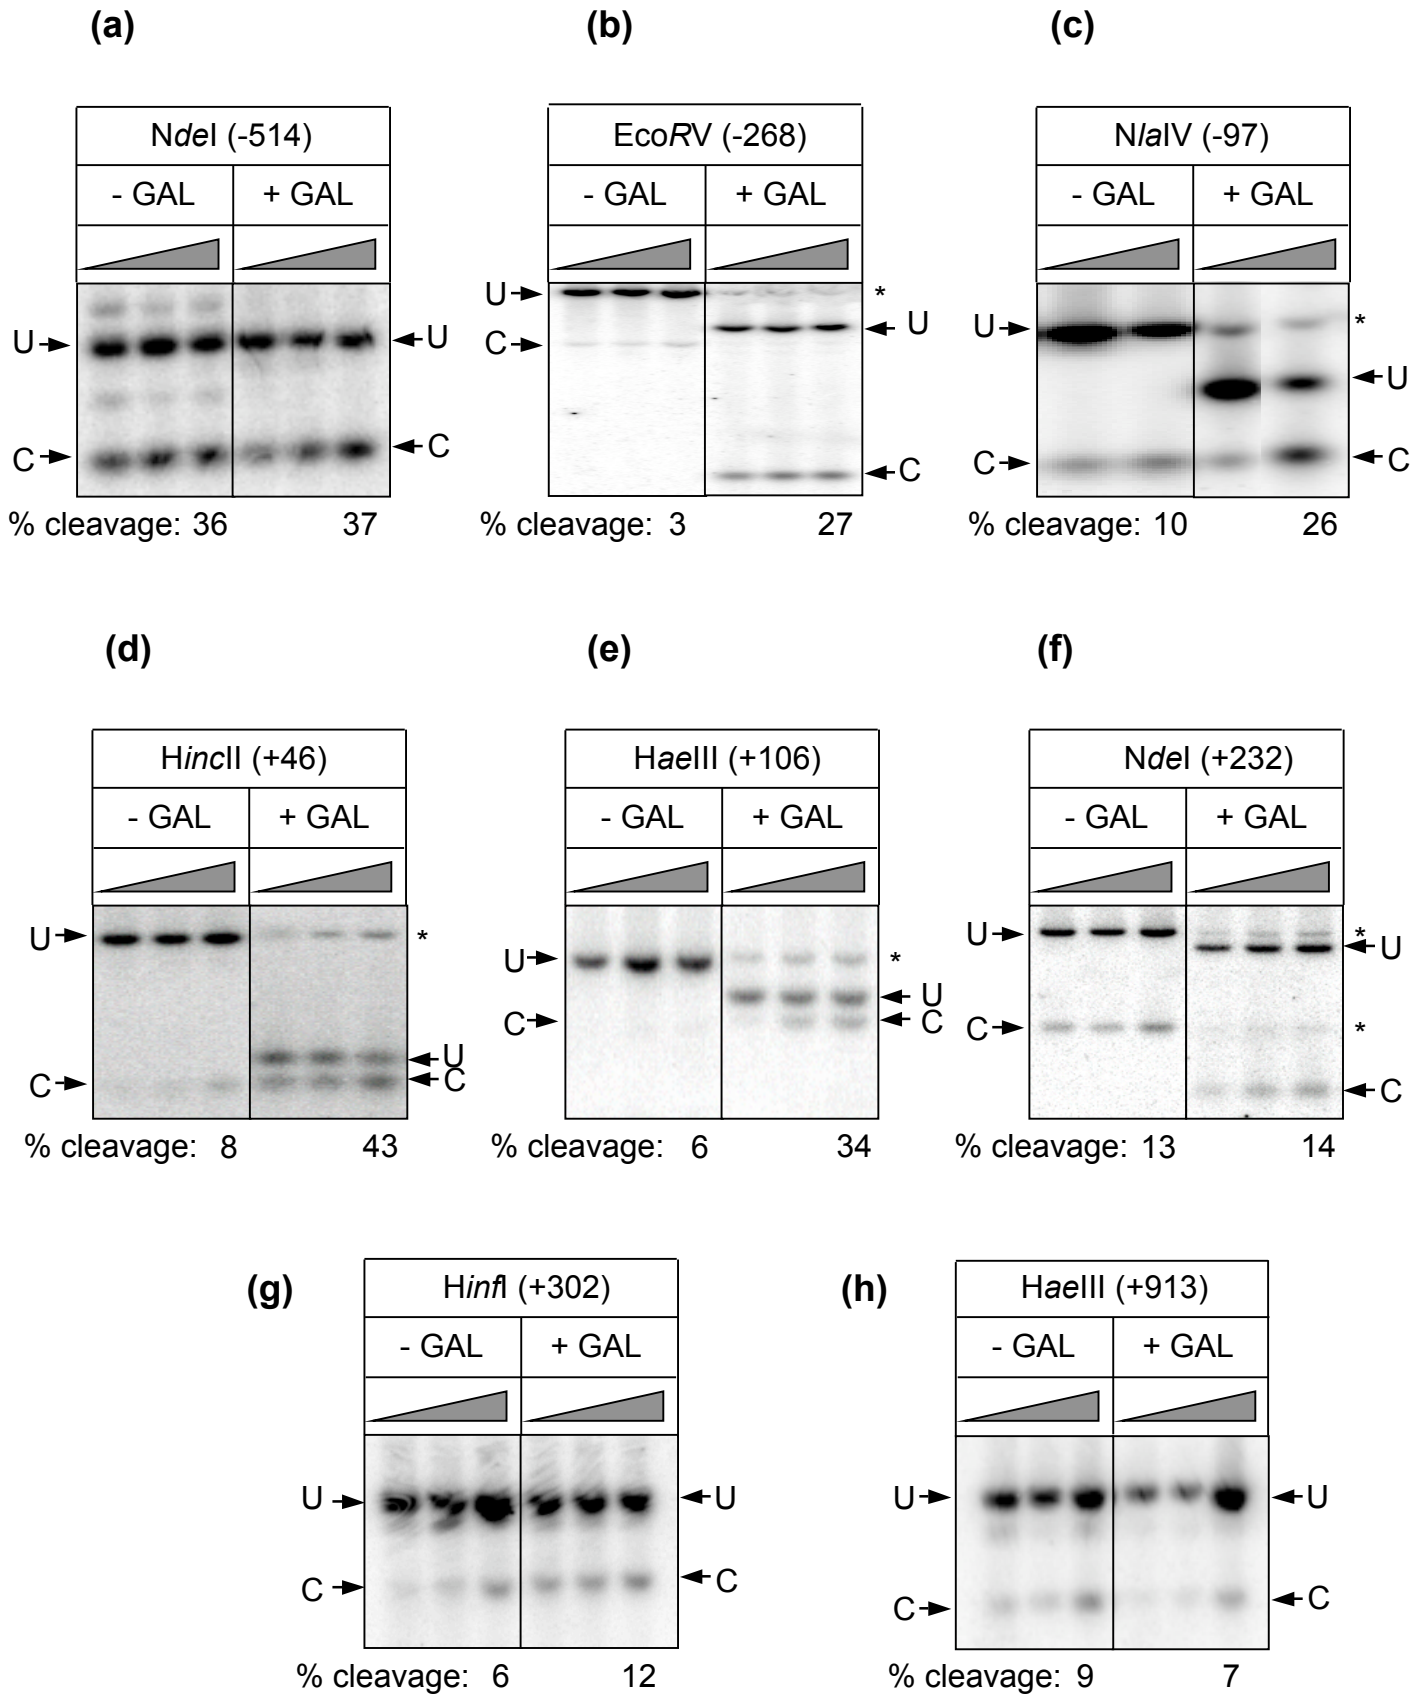 (a) (b) (c)
NdeI (-514) EcoRV (-268) NlaIV (-97)
- GAL + GAL - GAL + GAL - GAL + GAL
U * U *
U U U
C U
C C C C C
% cleavage: 36 37 % cleavage: 3 27 % cleavage: 10 26
(d) (e) (f)
HincII (+46) HaeIII (+106) NdeI (+232)
- GAL + GAL - GAL + GAL - GAL + GAL
U * U * U * U
U U
C C C C C *
C
% cleavage: 8 43 % cleavage: 6 34 % cleavage: 13 14
(g) (h)
HinfI (+302) HaeIII (+913)
- GAL + GAL - GAL + GAL
U U U U
C C C C
% cleavage: 6 12 % cleavage: 9 7